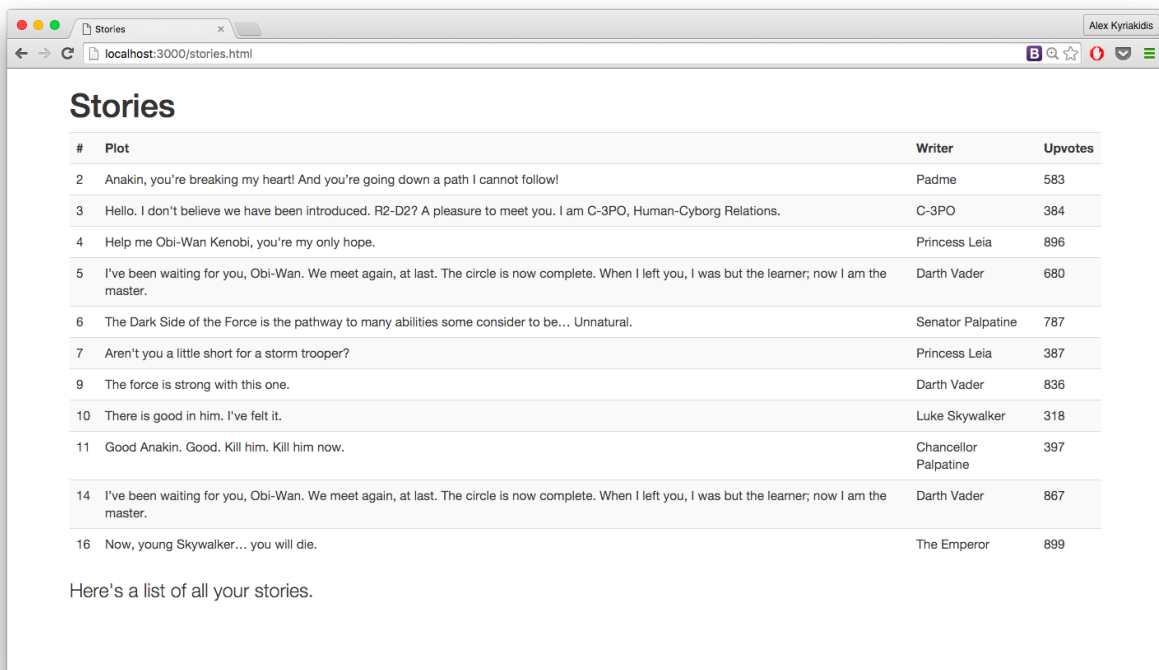 Stories
Alex Kyriakidis
localhost:3000/stories.html
B
Stories
# Plot Writer Upvotes
2 Anakin, you’re breaking my heart! And you’re going down a path I cannot follow! Padme 583
3 Hello. I don't believe we have been introduced. R2-D2? A pleasure to meet you. I am C-3PO, Human-Cyborg Relations. C-3PO 384
4 Help me Obi-Wan Kenobi, you’re my only hope. Princess Leia 896
5 I’ve been waiting for you, Obi-Wan. We meet again, at last. The circle is now complete. When I left you, I was but the learner; now I am the Darth Vader 680
master.
6 The Dark Side of the Force is the pathway to many abilities some consider to be… Unnatural. Senator Palpatine 787
7 Aren't you a little short for a storm trooper? Princess Leia 387
9 The force is strong with this one. Darth Vader 836
10 There is good in him. I've felt it. Luke Skywalker 318
11 Good Anakin. Good. Kill him. Kill him now. Chancellor 397
Palpatine
14 I’ve been waiting for you, Obi-Wan. We meet again, at last. The circle is now complete. When I left you, I was but the learner; now I am the Darth Vader 867
master.
16 Now, young Skywalker… you will die. The Emperor 899
Here's a list of all your stories.